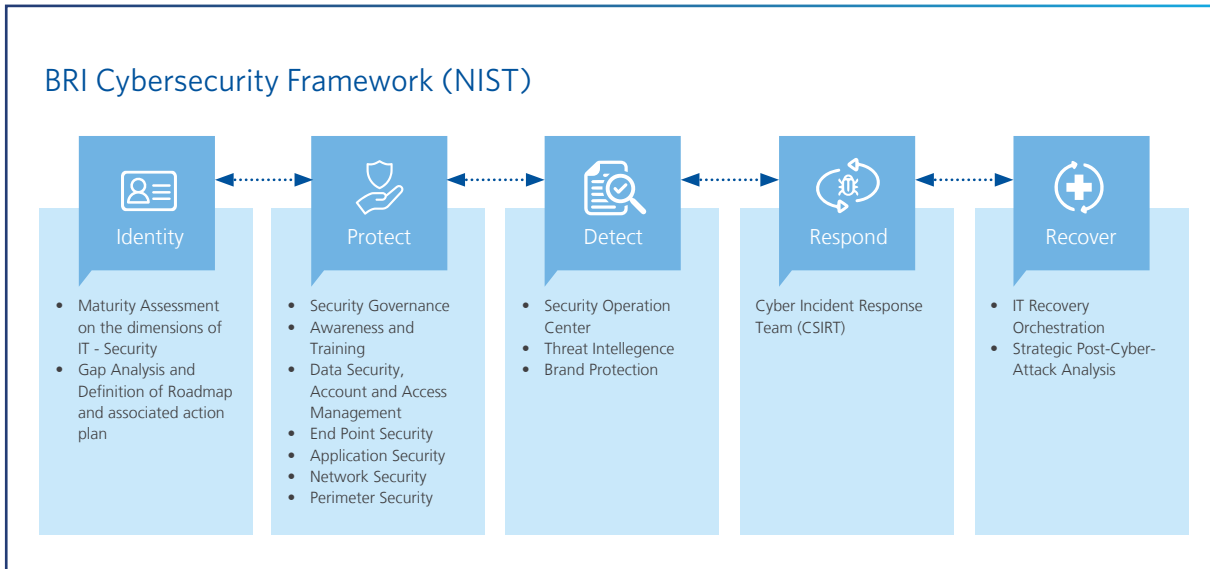 BRI Cybersecurity Framework (NIST)
Identity
• Maturity Assessment
on the dimensions of
IT - Security
• Gap Analysis and
Definition of Roadmap
and associated action
plan
Protect
• Security Governance
• Awareness and
Training
• Data Security,
Account and Access
Management
• End Point Security
• Application Security
• Network Security
• Perimeter Security
Detect
• Security Operation
Center
• Threat Intellegence
• Brand Protection
Respond
Cyber Incident Response
Team (CSIRT)
Recover
• IT Recovery
Orchestration
• Strategic Post-Cyber-
Attack Analysis